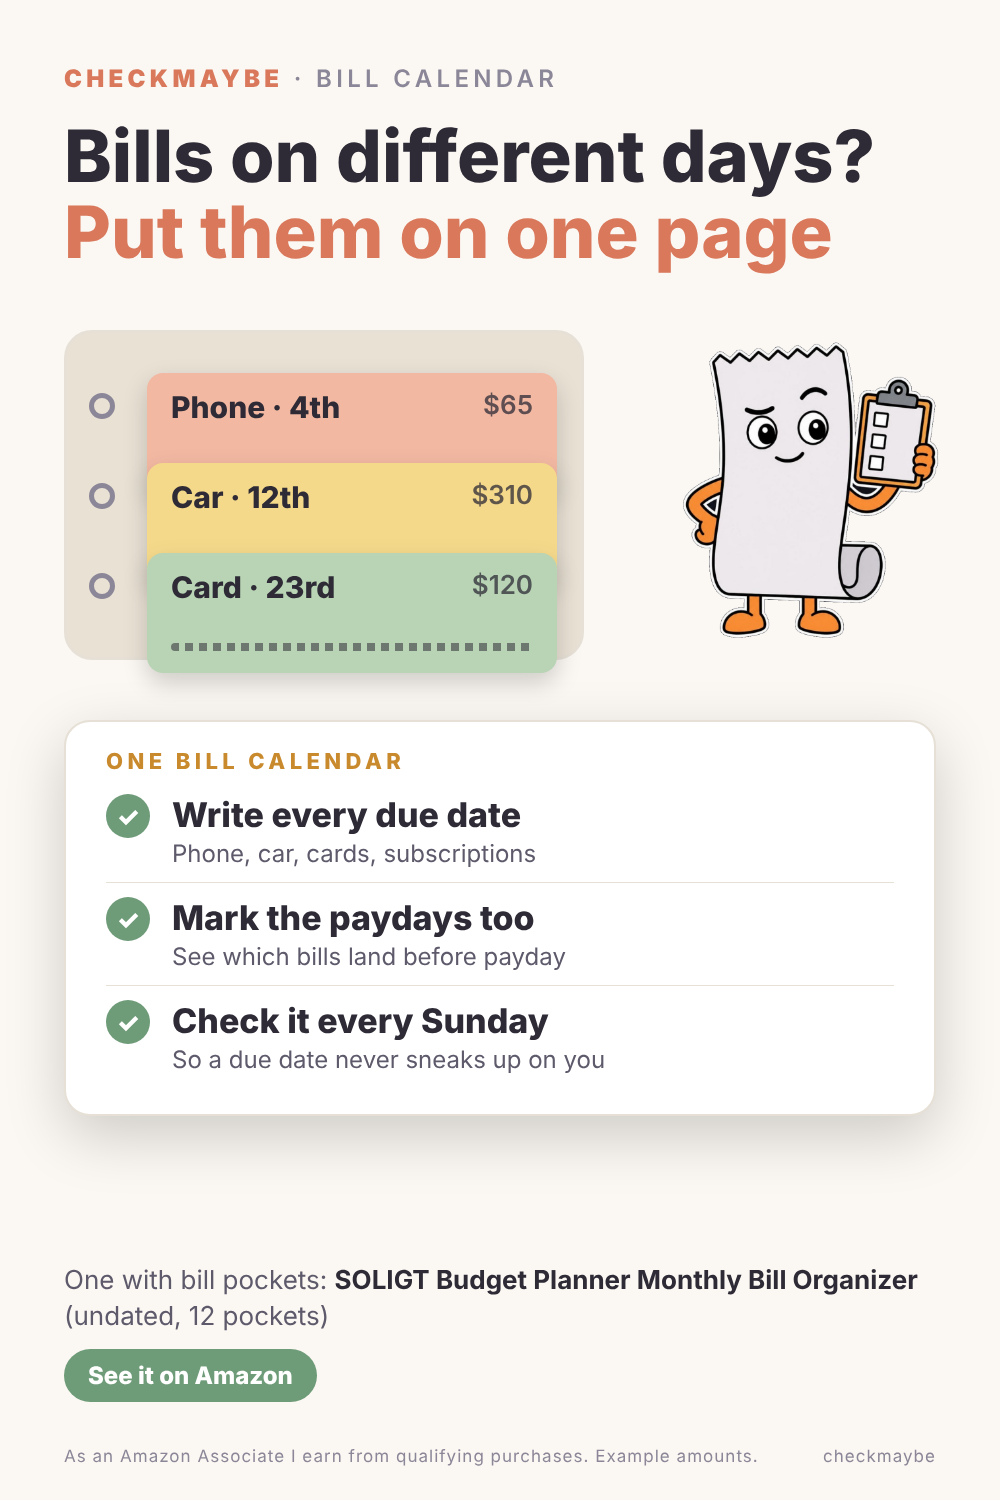 CHECKMAYBE · BILL CALENDAR
Bills on different days?
Put them on one page
Phone · 4th $65
Car · 12th $310
Card · 23rd $120
ONE BILL CALENDAR
Write every due date
Phone, car, cards, subscriptions
Mark the paydays too
See which bills land before payday
Check it every Sunday
So a due date never sneaks up on you
One with bill pockets: SOLIGT Budget Planner Monthly Bill Organizer
(undated, 12 pockets)
See it on Amazon
As an Amazon Associate I earn from qualifying purchases. Example amounts. checkmaybe